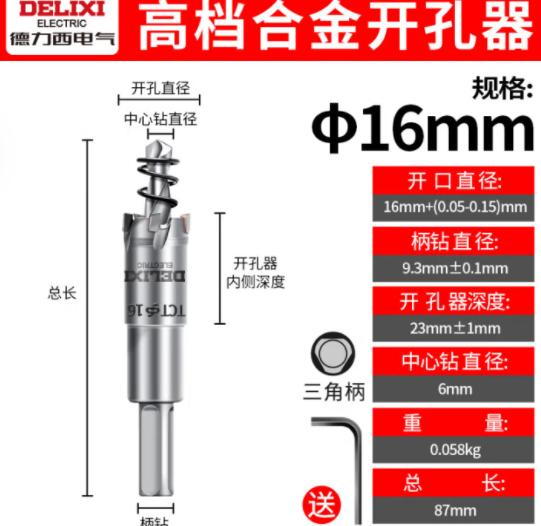 DELIXI
ELECTRIC
德力西电气
高档合金开孔器
规格:
Φ16mm
开孔直径
中心钻直径
开 口 直 径:
16mm+(0.05-0.15)mm
柄钻直径:
9.3mm±0.1mm
开孔器
内侧深度
总长
DELIXI
ELECTRIC
TCTφ16
开 孔 器深度:
23mm±1mm
三角柄
中心钻 直 径:
6mm
重 量:
0.058kg
送
总 长:
87mm
柄钻